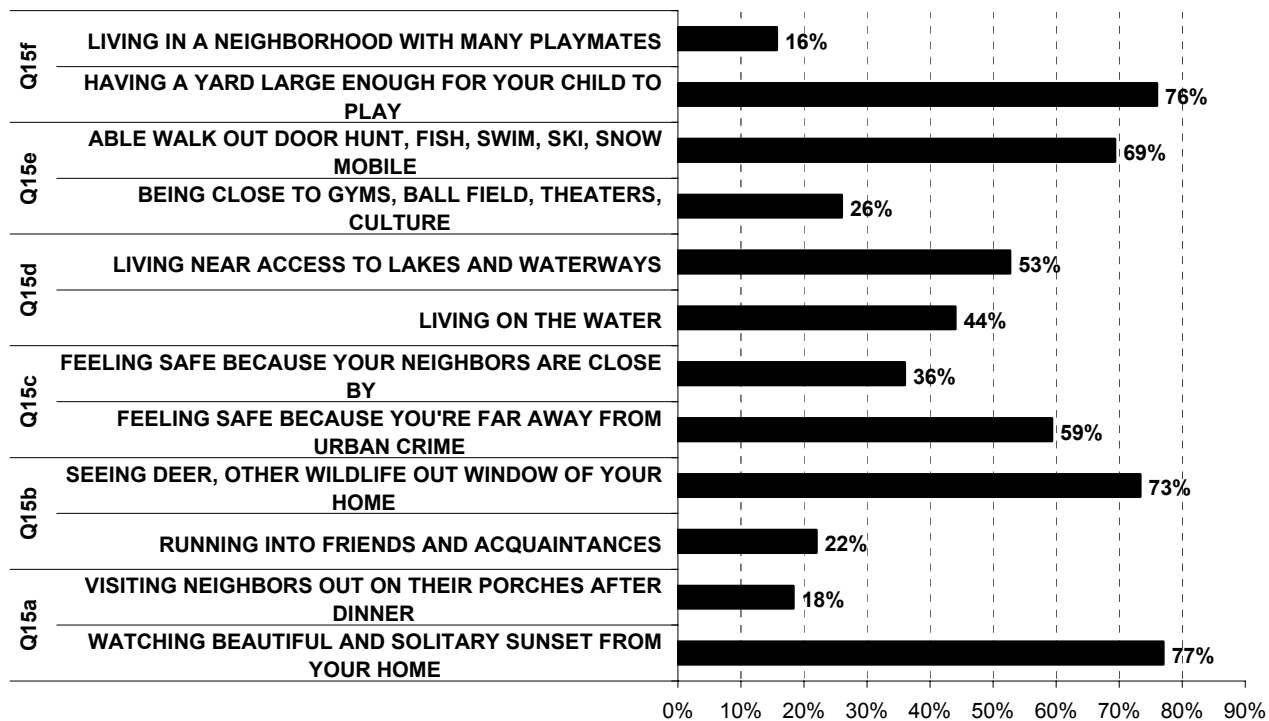 Q15f
LIVING IN A NEIGHBORHOOD WITH MANY PLAYMATES
16%
HAVING A YARD LARGE ENOUGH FOR YOUR CHILD TO
PLAY
76%
Q15e
ABLE WALK OUT DOOR HUNT, FISH, SWIM, SKI, SNOW
MOBILE
69%
BEING CLOSE TO GYMS, BALL FIELD, THEATERS,
CULTURE
26%
Q15d
LIVING NEAR ACCESS TO LAKES AND WATERWAYS
53%
LIVING ON THE WATER
44%
Q15c
FEELING SAFE BECAUSE YOUR NEIGHBORS ARE CLOSE
BY
36%
FEELING SAFE BECAUSE YOU'RE FAR AWAY FROM
URBAN CRIME
59%
Q15b
SEEING DEER, OTHER WILDLIFE OUT WINDOW OF YOUR
HOME
73%
RUNNING INTO FRIENDS AND ACQUAINTANCES
22%
Q15a
VISITING NEIGHBORS OUT ON THEIR PORCHES AFTER
DINNER
18%
WATCHING BEAUTIFUL AND SOLITARY SUNSET FROM
YOUR HOME
77%
0% 10% 20% 30% 40% 50% 60% 70% 80% 90%